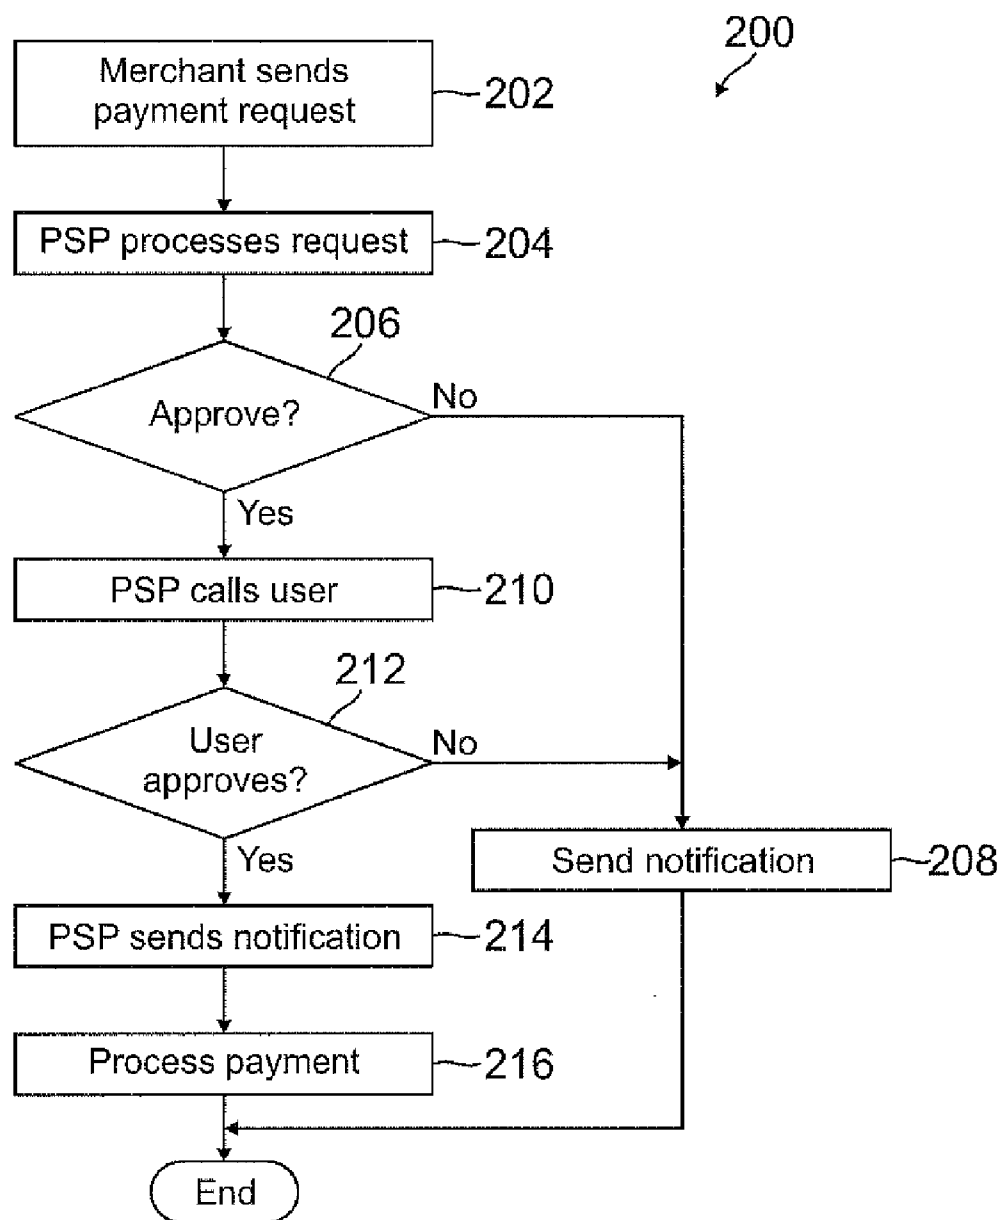 200
Merchant sends
payment request
202
PSP processes request
204
206
Approve?
No
Yes
PSP calls user
210
212
User
approves?
No
Yes
Send notification
208
PSP sends notification
214
Process payment
216
End